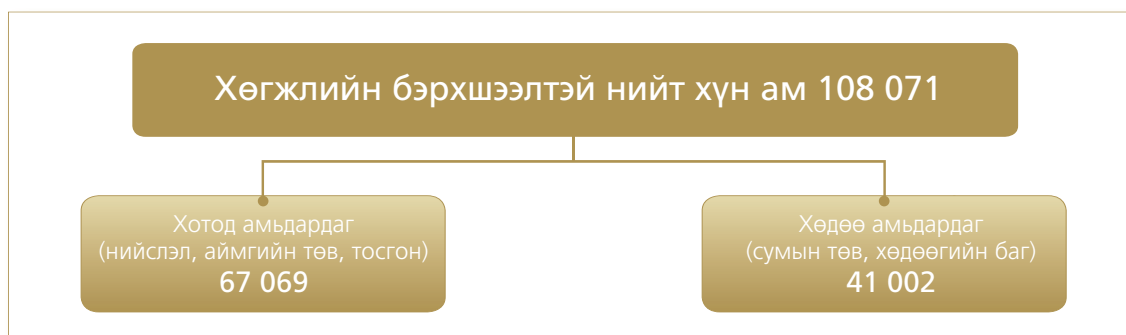 Хөгжлийн бэрхшээлтэй нийт хүн ам 108 071
Хотод амьдардаг
(нийслэл, аймгийн төв, тосгон)
67 069
Хөдөө амьдардаг
(сумын төв, хөдөөгийн баг)
41 002